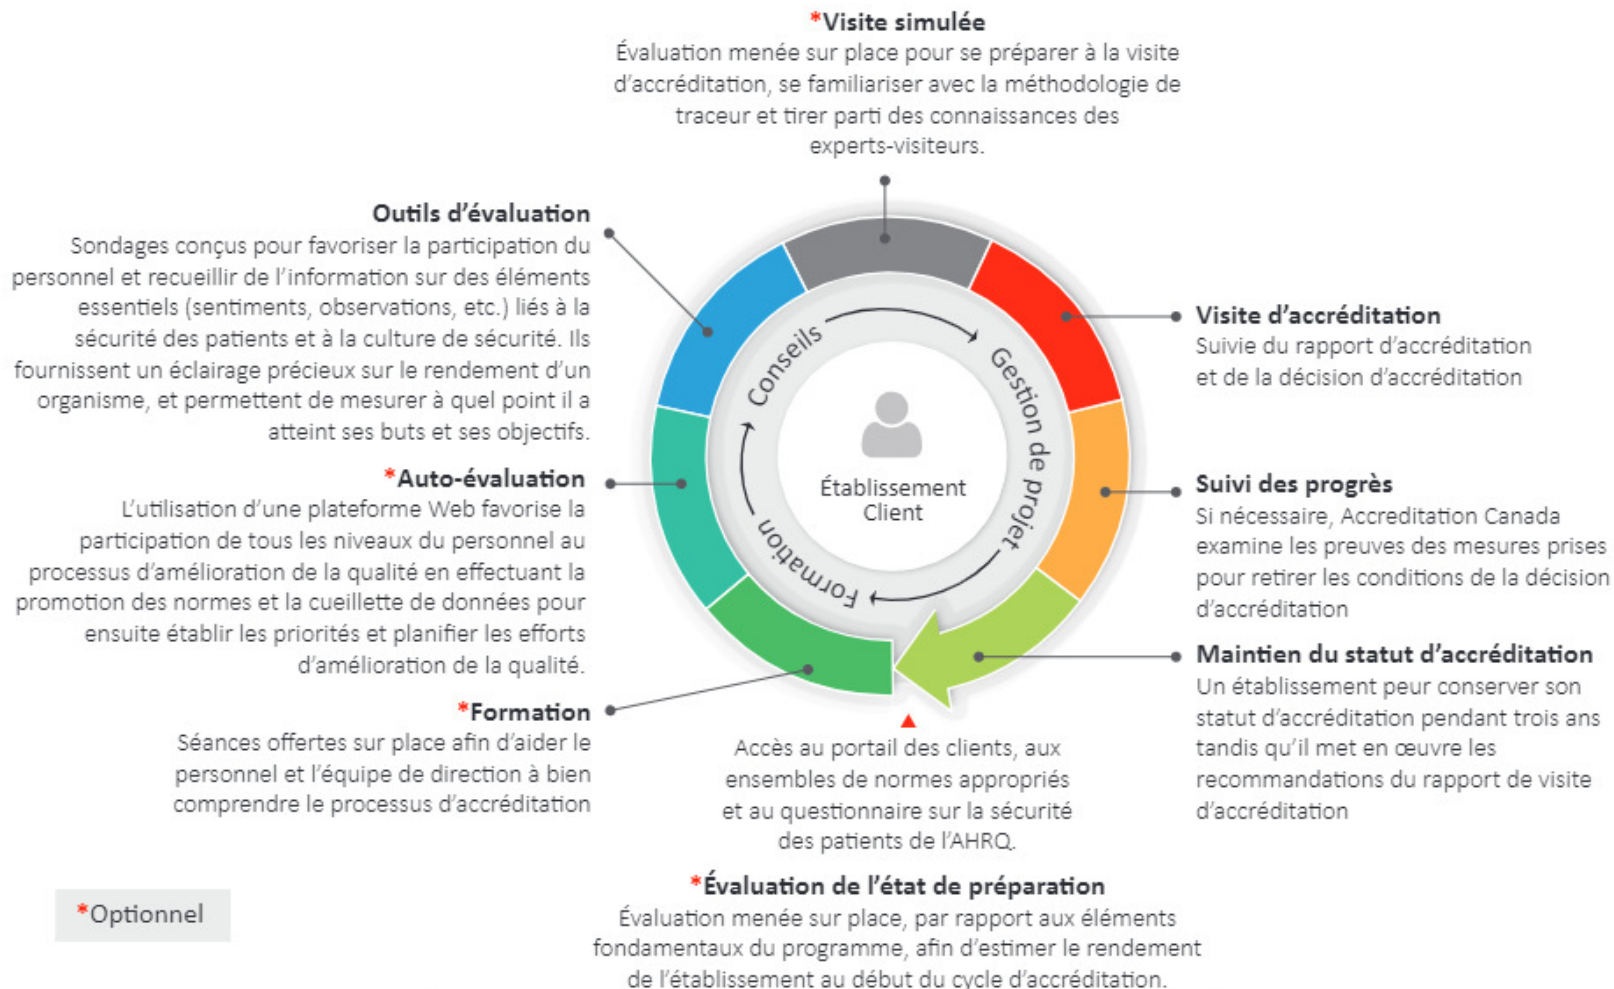 *Visite simulée
Évaluation menée sur place pour se préparer à la visite
d'accréditation, se familiariser avec la méthodologie de
traceur et tirer parti des connaissances des
experts-visiteurs.
Outils d'évaluation
Sondages conçus pour favoriser la participation du
personnel et recueillir de l'information sur des éléments
essentiels (sentiments, observations, etc.) liés à la
sécurité des patients et à la culture de sécurité. Ils
fournissent un éclairage précieux sur le rendement d'un
organisme, et permettent de mesurer à quel point il a
atteint ses buts et ses objectifs.
*Auto-évaluation
L'utilisation d'une plateforme Web favorise la
participation de tous les niveaux du personnel au
processus d'amélioration de la qualité en effectuant la
promotion des normes et la cueillette de données pour
ensuite établir les priorités et planifier les efforts
d'amélioration de la qualité.
*Formation
Séances offertes sur place afin d'aider le
personnel et l'équipe de direction à bien
comprendre le processus d'accréditation
Conseils
Gestion de projet
Formation
Établissement
Client
Visite d'accréditation
Suivie du rapport d'accréditation
et de la décision d'accréditation
Suivi des progrès
Si nécessaire, Accreditation Canada
examine les preuves des mesures prises
pour retirer les conditions de la décision
d'accréditation
Maintien du statut d'accréditation
Un établissement peur conserver son
statut d'accréditation pendant trois ans
tandis qu'il met en œuvre les
recommandations du rapport de visite
d'accréditation
Accès au portail des clients, aux
ensembles de normes appropriés
et au questionnaire sur la sécurité
des patients de l'AHRQ.
*Évaluation de l'état de préparation
Évaluation menée sur place, par rapport aux éléments
fondamentaux du programme, afin d'estimer le rendement
de l'établissement au début du cycle d'accréditation.
*Optionnel